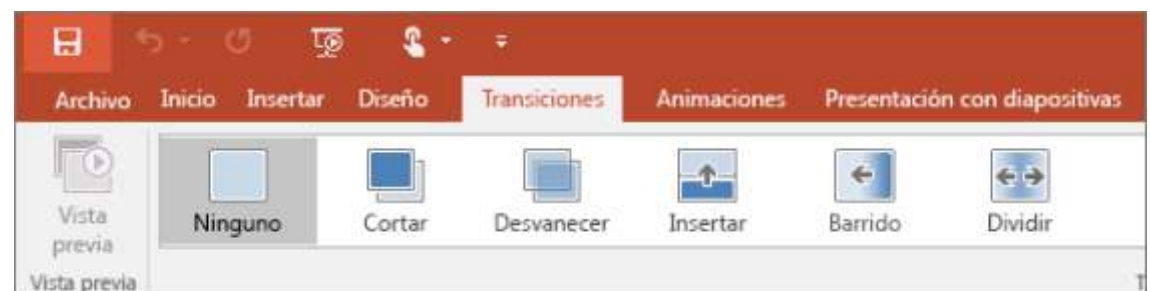 Archivo Inicio Insertar Diseño Transiciones Animaciones Presentación con diapositivas
Vista previa
Ninguno Cortar Desvanecer Insertar Barrido Dividir
Vista previa